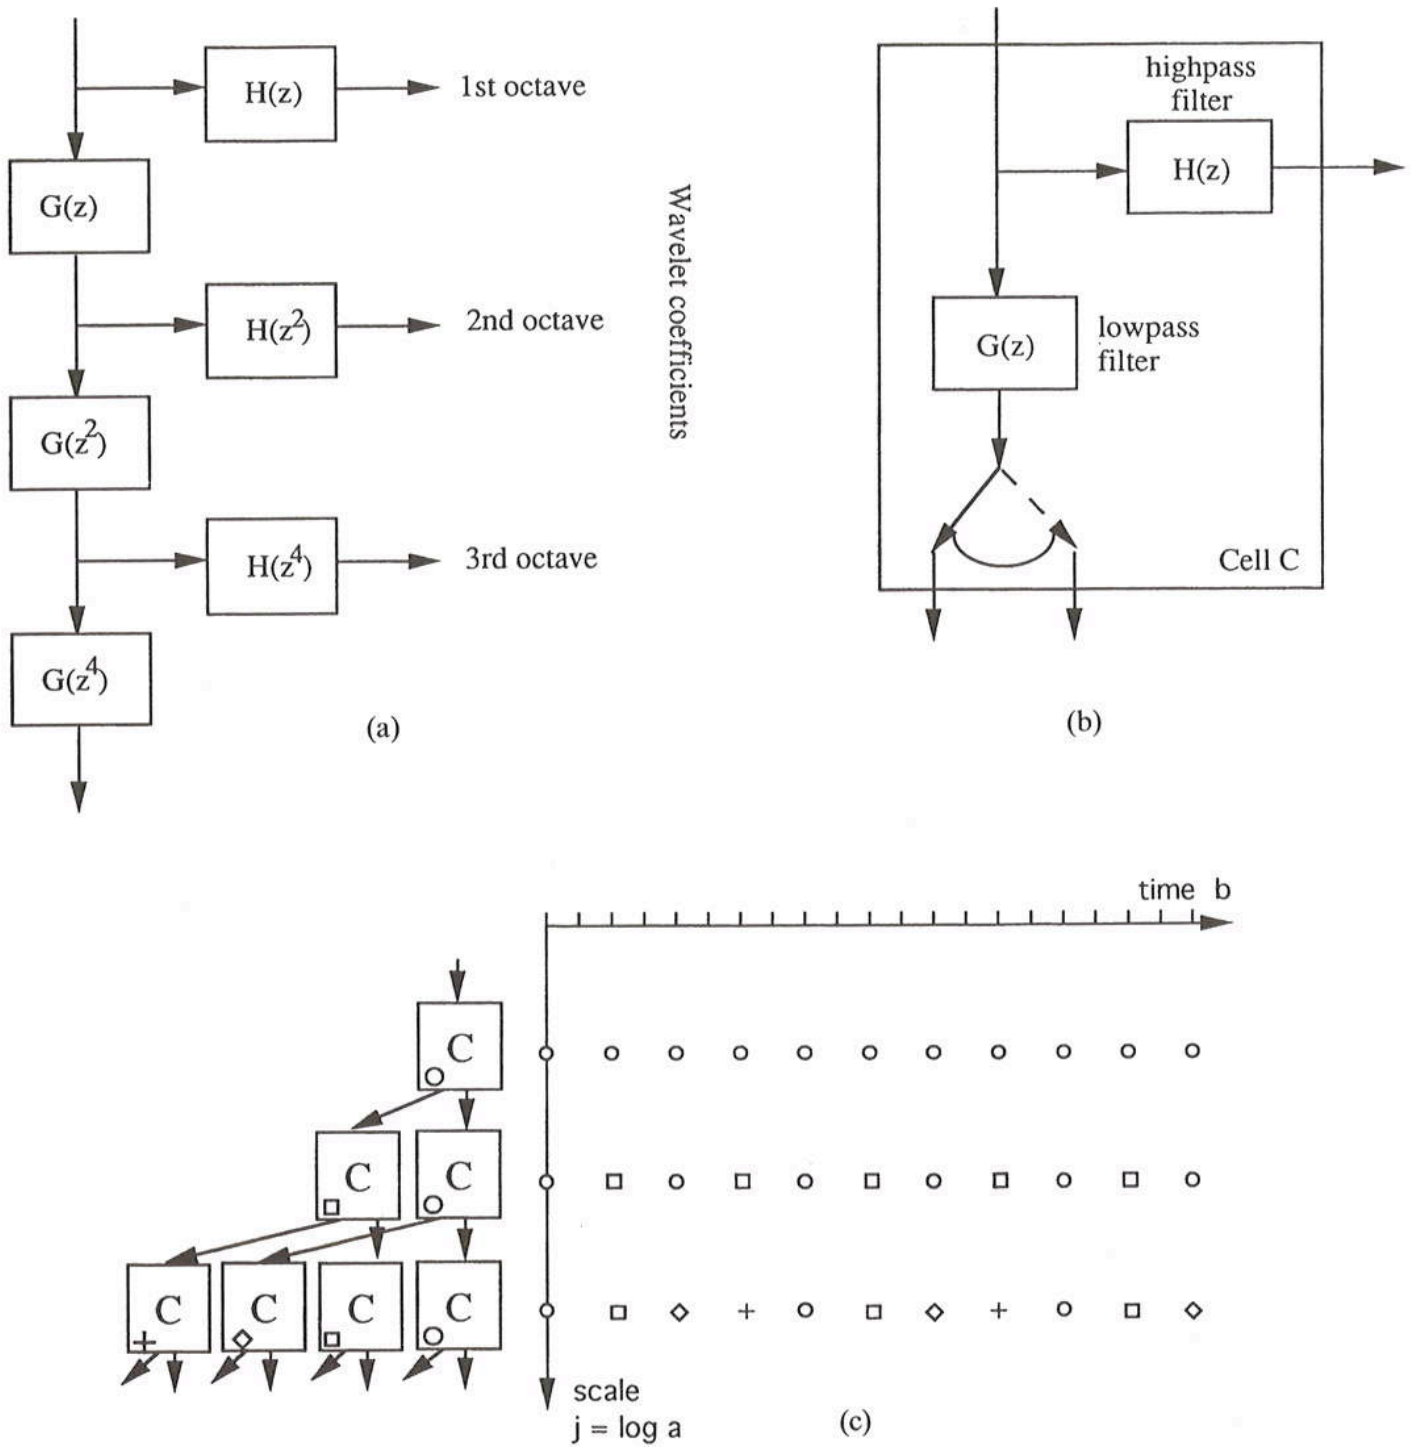 H(z)
1st octave
G(z)
H(z²)
2nd octave
G(z²)
H(z⁴)
3rd octave
G(z⁴)
(a)
Wavelet coefficients
highpass
filter
H(z)
G(z)
lowpass
filter
Cell C
(b)
time b
C
C
C
C
C
C
C
scale
j = log a
(c)